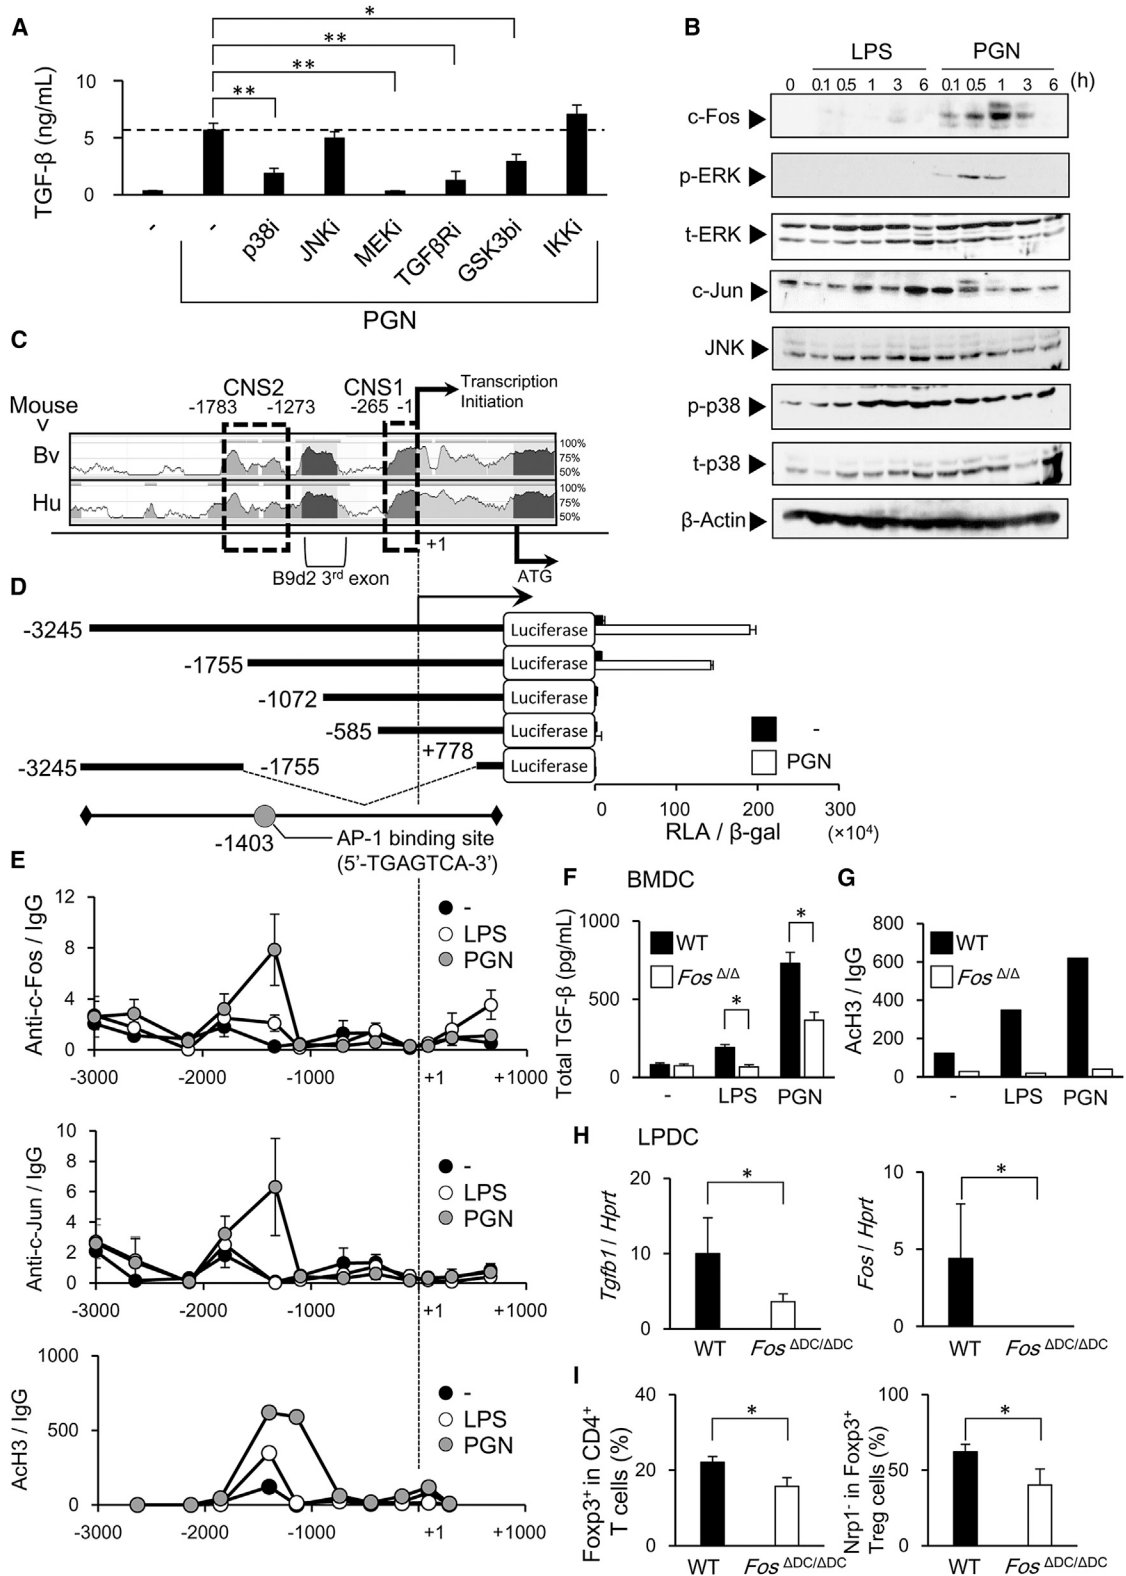 A
TGF-β (ng/mL)
10
5
0
*
**
**
**
-
-
p38i
JNKi
MEKi
TGFβRi
GSK3bi
IKKi
PGN
B
LPS
PGN
0
0.1
0.5
1
3
6
0.1
0.5
1
3
6
(h)
c-Fos
p-ERK
t-ERK
c-Jun
JNK
p-p38
t-p38
β-Actin
C
CNS2
CNS1
Transcription
Initiation
Mouse
-1783
-1273
-265
-1
v
Bv
100%
75%
50%
Hu
100%
75%
50%
+1
B9d2 3rd exon
ATG
D
-3245
Luciferase
-1755
Luciferase
-1072
Luciferase
-585
Luciferase
-3245
-1755
+778
Luciferase
-
PGN
0
100
200
300
RLA / β-gal
(×10⁴)
-1403
AP-1 binding site
(5'-TGAGTCA-3')
E
Anti-c-Fos / IgG
12
8
4
0
-
LPS
PGN
-3000
-2000
-1000
+1
+1000
Anti-c-Jun / IgG
10
8
6
4
2
0
-
LPS
PGN
-3000
-2000
-1000
+1
+1000
AcH3 / IgG
1000
500
0
-
LPS
PGN
-3000
-2000
-1000
+1
+1000
F
BMDC
Total TGF-β (pg/mL)
1000
500
0
WT
Fos Δ/Δ
*
*
-
LPS
PGN
G
AcH3 / IgG
800
600
400
200
0
WT
Fos Δ/Δ
-
LPS
PGN
H
LPDC
Tgfb1 / Hprt
20
10
0
*
WT
Fos ΔDC/ΔDC
Fos / Hprt
10
5
0
*
WT
Fos ΔDC/ΔDC
I
Foxp3⁺ in CD4⁺
T cells (%)
40
20
0
*
WT
Fos ΔDC/ΔDC
Nrp1⁻ in Foxp3⁺
Treg cells (%)
100
50
0
*
WT
Fos ΔDC/ΔDC